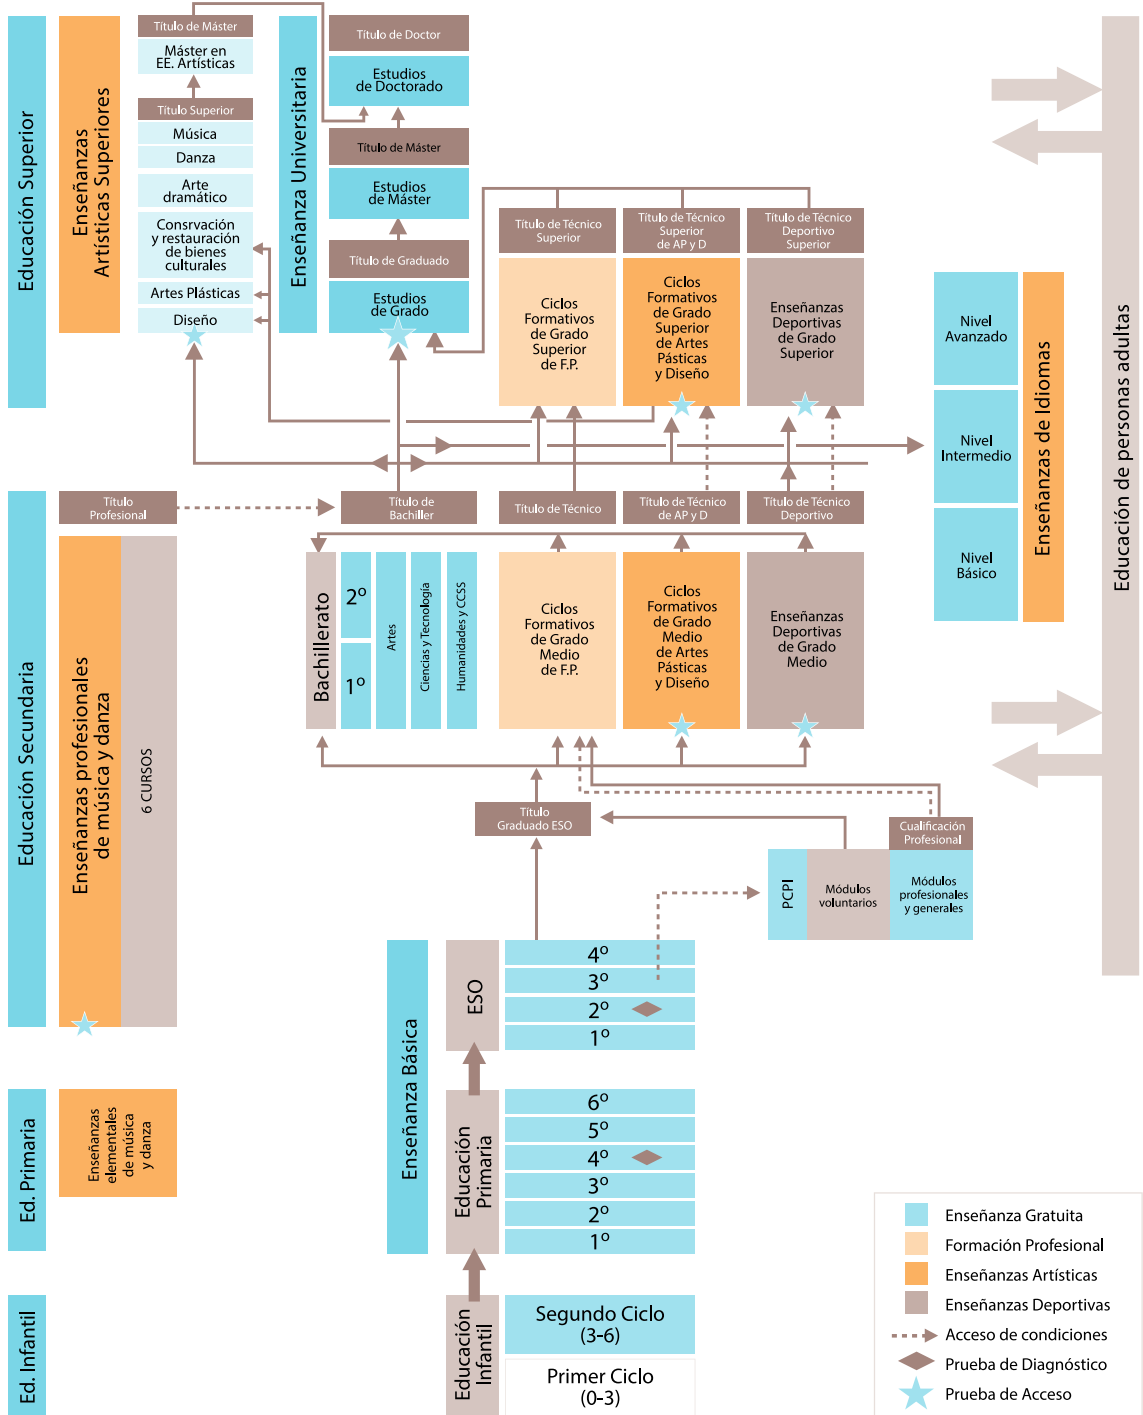 Educación Superior
Enseñanzas
Artísticas Superiores
Título de Máster
Máster en
EE. Artísticas
Título Superior
Música
Danza
Arte
dramático
Consrvación
y restauración
de bienes
culturales
Artes Plásticas
Diseño
Enseñanza Universitaria
Título de Doctor
Estudios
de Doctorado
Título de Máster
Estudios
de Máster
Título de Graduado
Estudios
de Grado
Título de Técnico
Superior
Ciclos
Formativos
de Grado
Superior
de F.P.
Título de Técnico
Superior
de AP y D
Ciclos
Formativos
de Grado
Superior
de Artes
Pásticas
y Diseño
Título de Técnico
Deportivo
Superior
Enseñanzas
Deportivas
de Grado
Superior
Nivel
Avanzado
Nivel
Intermedio
Nivel
Básico
Enseñanzas de Idiomas
Educación de personas adultas
Educación Secundaria
Título
Profesional
Enseñanzas profesionales
de música y danza
6 CURSOS
Título de
Bachiller
Bachillerato
2º
1º
Artes
Ciencias y Tecnología
Humanidades y CCSS
Título de Técnico
Ciclos
Formativos
de Grado
Medio
de F.P.
Título de Técnico
de AP y D
Ciclos
Formativos
de Grado
Medio
de Artes
Pásticas
y Diseño
Título de Técnico
Deportivo
Enseñanzas
Deportivas
de Grado
Medio
Título
Graduado ESO
Cualificación
Profesional
PCPI
Módulos
voluntarios
Módulos
profesionales
y generales
Enseñanza Básica
ESO
4º
3º
2º
1º
Ed. Primaria
Enseñanzas
elementales
de música
y danza
Educación
Primaria
6º
5º
4º
3º
2º
1º
Ed. Infantil
Educación
Infantil
Segundo Ciclo
(3-6)
Primer Ciclo
(0-3)
Enseñanza Gratuita
Formación Profesional
Enseñanzas Artísticas
Enseñanzas Deportivas
Acceso de condiciones
Prueba de Diagnóstico
Prueba de Acceso